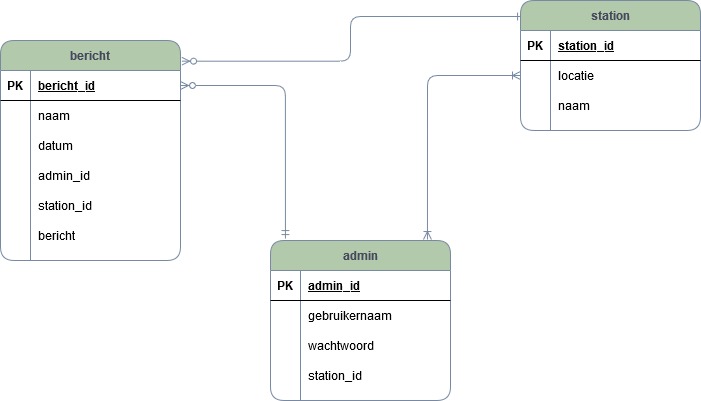 bericht
PK bericht_id
naam
datum
admin_id
station_id
bericht
station
PK station_id
locatie
naam
admin
PK admin_id
gebruikernaam
wachtwoord
station_id